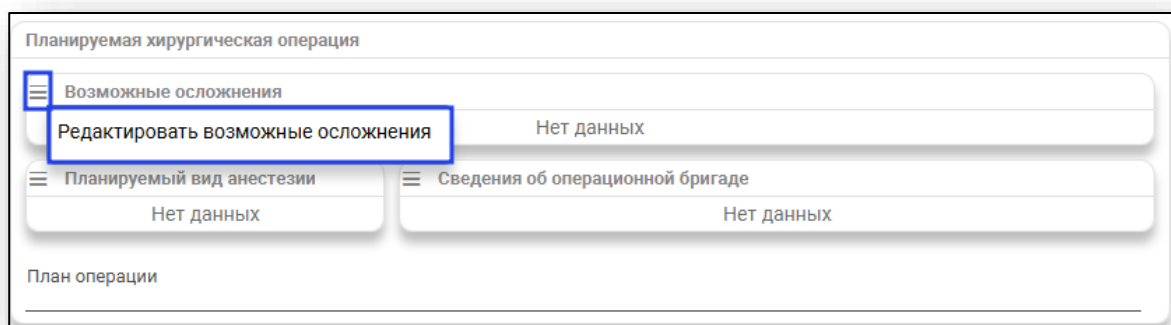 Планируемая хирургическая операция
Возможные осложнения
Редактировать возможные осложнения
Нет данных
Планируемый вид анестезии
Сведения об операционной бригаде
Нет данных
Нет данных
План операции